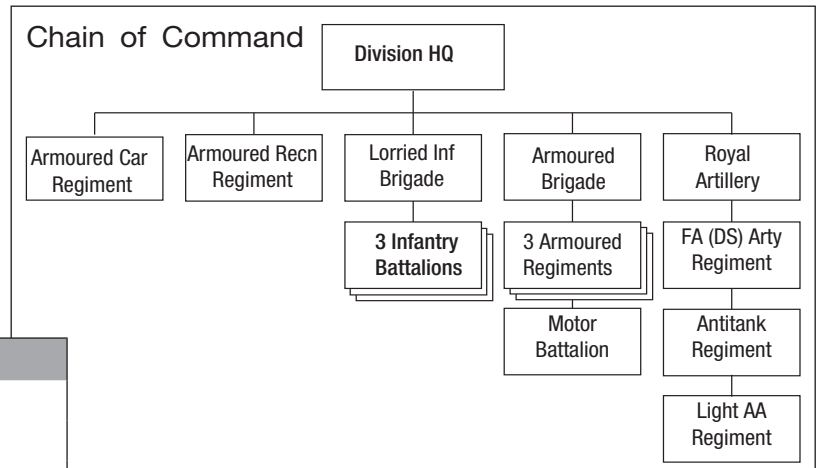 Chain of Command
Division HQ
Armoured Car
Regiment
Armoured Recn
Regiment
Lorried Inf
Brigade
Armoured
Brigade
Royal
Artillery
3 Infantry
Battalions
3 Armoured
Regiments
FA (DS) Arty
Regiment
Motor
Battalion
Antitank
Regiment
Light AA
Regiment